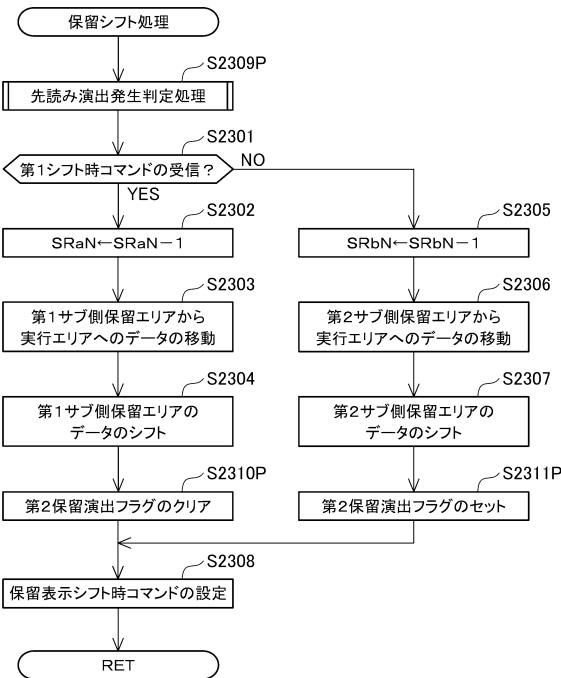 保留シフト処理
S2309P
先読み演出発生判定処理
S2301
第1シフト時コマンドの受信？
NO
YES
S2302
SRaN←SRaN－1
S2303
第1サブ側保留エリアから
実行エリアへのデータの移動
S2304
第1サブ側保留エリアの
データのシフト
S2310P
第2保留演出フラグのクリア
S2305
SRbN←SRbN－1
S2306
第2サブ側保留エリアから
実行エリアへのデータの移動
S2307
第2サブ側保留エリアの
データのシフト
S2311P
第2保留演出フラグのセット
S2308
保留表示シフト時コマンドの設定
RET